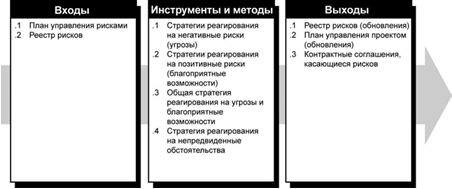 Входы
.1 План управления рисками
.2 Реестр рисков
Инструменты и методы
.1 Стратегии реагирования
на негативные риски
(угрозы)
.2 Стратегии реагирования
на позитивные риски
(благоприятные
возможности)
.3 Общая стратегия
реагирования на угрозы и
благоприятные
возможности
.4 Стратегия реагирования
на непредвиденные
обстоятельства
Выходы
.1 Реестр рисков (обновления)
.2 План управления проектом
(обновления)
.3 Контрактные соглашения,
касающиеся рисков